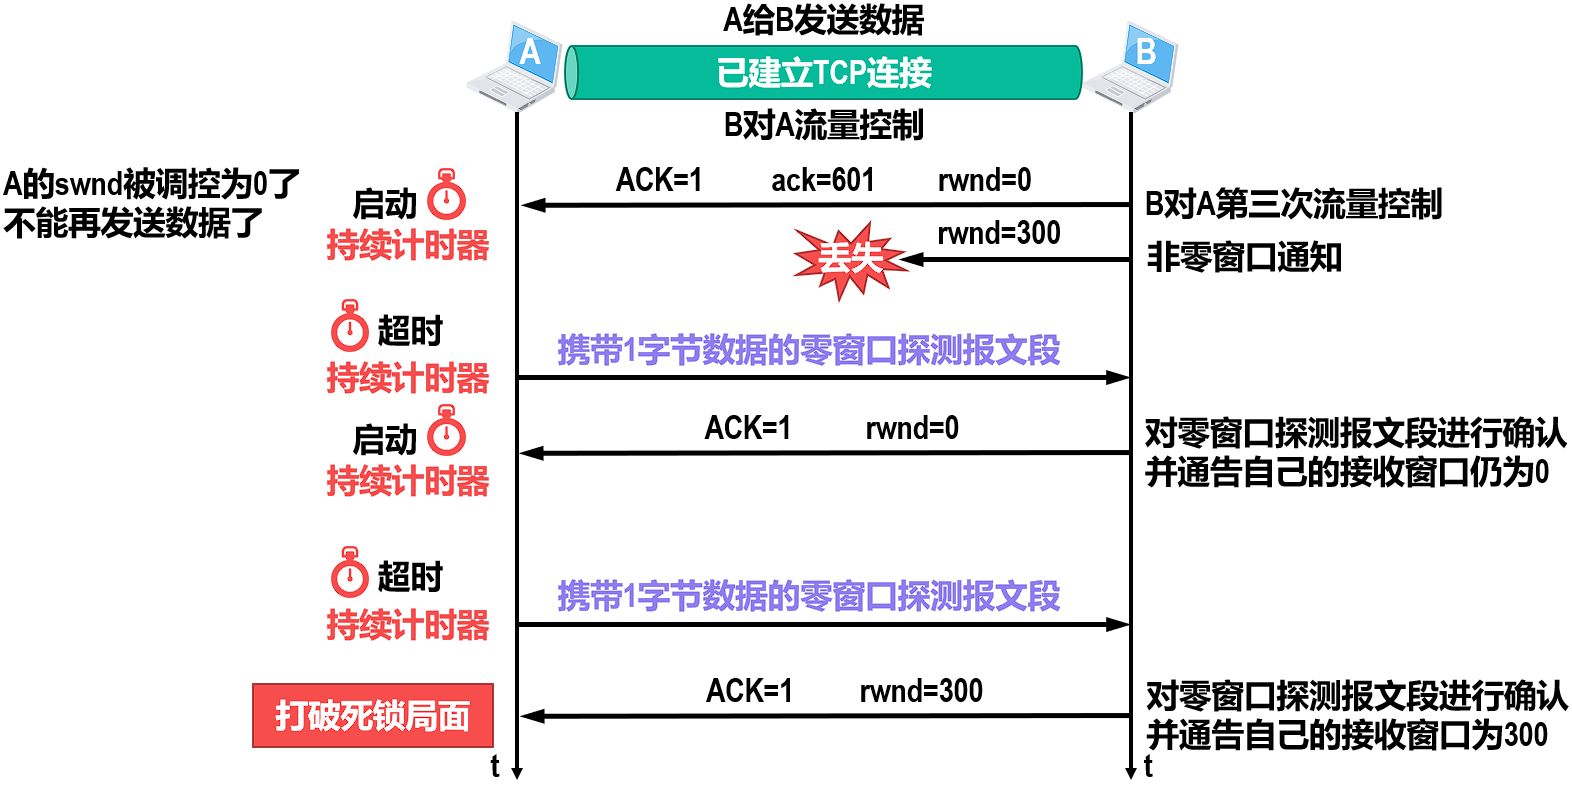 A给B发送数据
A
已建立TCP连接
B
B对A流量控制
A的swnd被调控为0了
不能再发送数据了
启动
持续计时器
ACK=1 ack=601 rwnd=0
B对A第三次流量控制
rwnd=300
丢失
非零窗口通知
超时
持续计时器
携带1字节数据的零窗口探测报文段
启动
持续计时器
ACK=1 rwnd=0
对零窗口探测报文段进行确认
并通告自己的接收窗口仍为0
超时
持续计时器
携带1字节数据的零窗口探测报文段
打破死锁局面
ACK=1 rwnd=300
对零窗口探测报文段进行确认
并通告自己的接收窗口为300
t
t